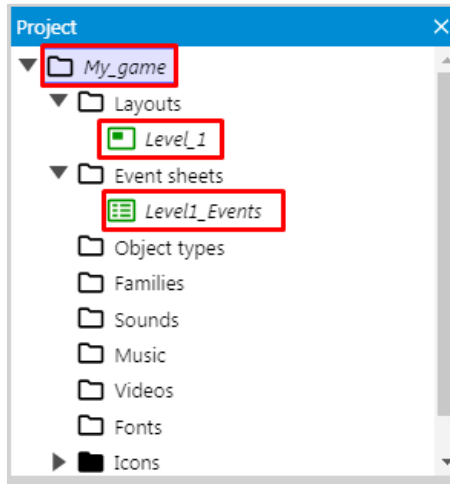 Project
My_game
Layouts
Level_1
Event sheets
Level1_Events
Object types
Families
Sounds
Music
Videos
Fonts
Icons